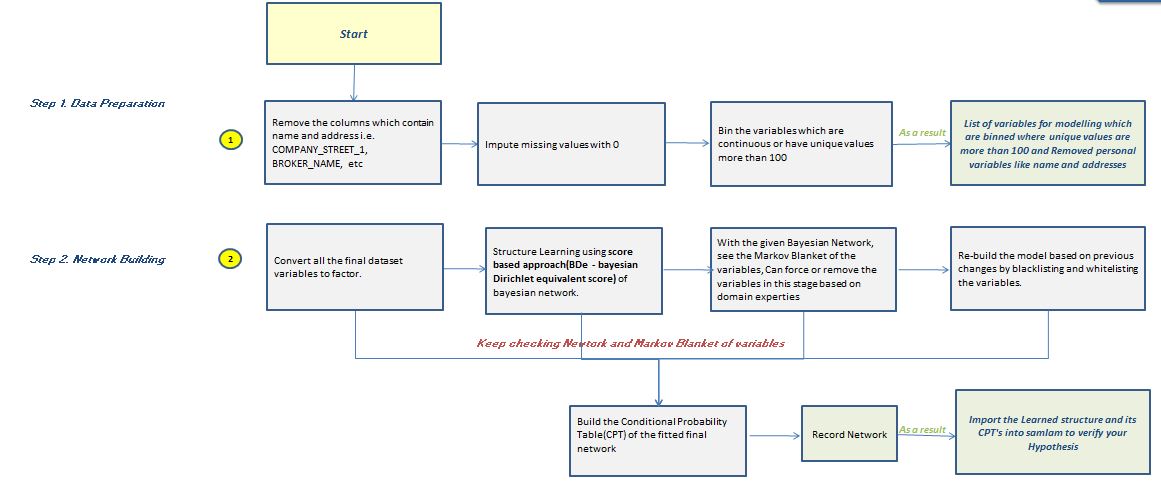 Start
Step 1. Data Preparation
1
Remove the columns which contain
name and address i.e.
COMPANY_STREET_1,
BROKER_NAME, etc
Impute missing values with 0
Bin the variables which are
continuous or have unique values
more than 100
As a result
List of variables for modelling which
are binned where unique values are
more than 100 and Removed personal
variables like name and addresses
Step 2. Network Building
2
Convert all the final dataset
variables to factor.
Structure Learning using score
based approach(BDe - bayesian
Dirichlet equivalent score) of
bayesian network.
With the given Bayesian Network,
see the Markov Blanket of the
variables, Can force or remove the
variables in this stage based on
domain experties
Re-build the model based on previous
changes by blacklisting and whitelisting
the variables.
Keep checking Newtork and Markov Blanket of variables
Build the Conditional Probability
Table(CPT) of the fitted final
network
Record Network
As a result
Import the Learned structure and its
CPT's into samIam to verify your
Hypothesis